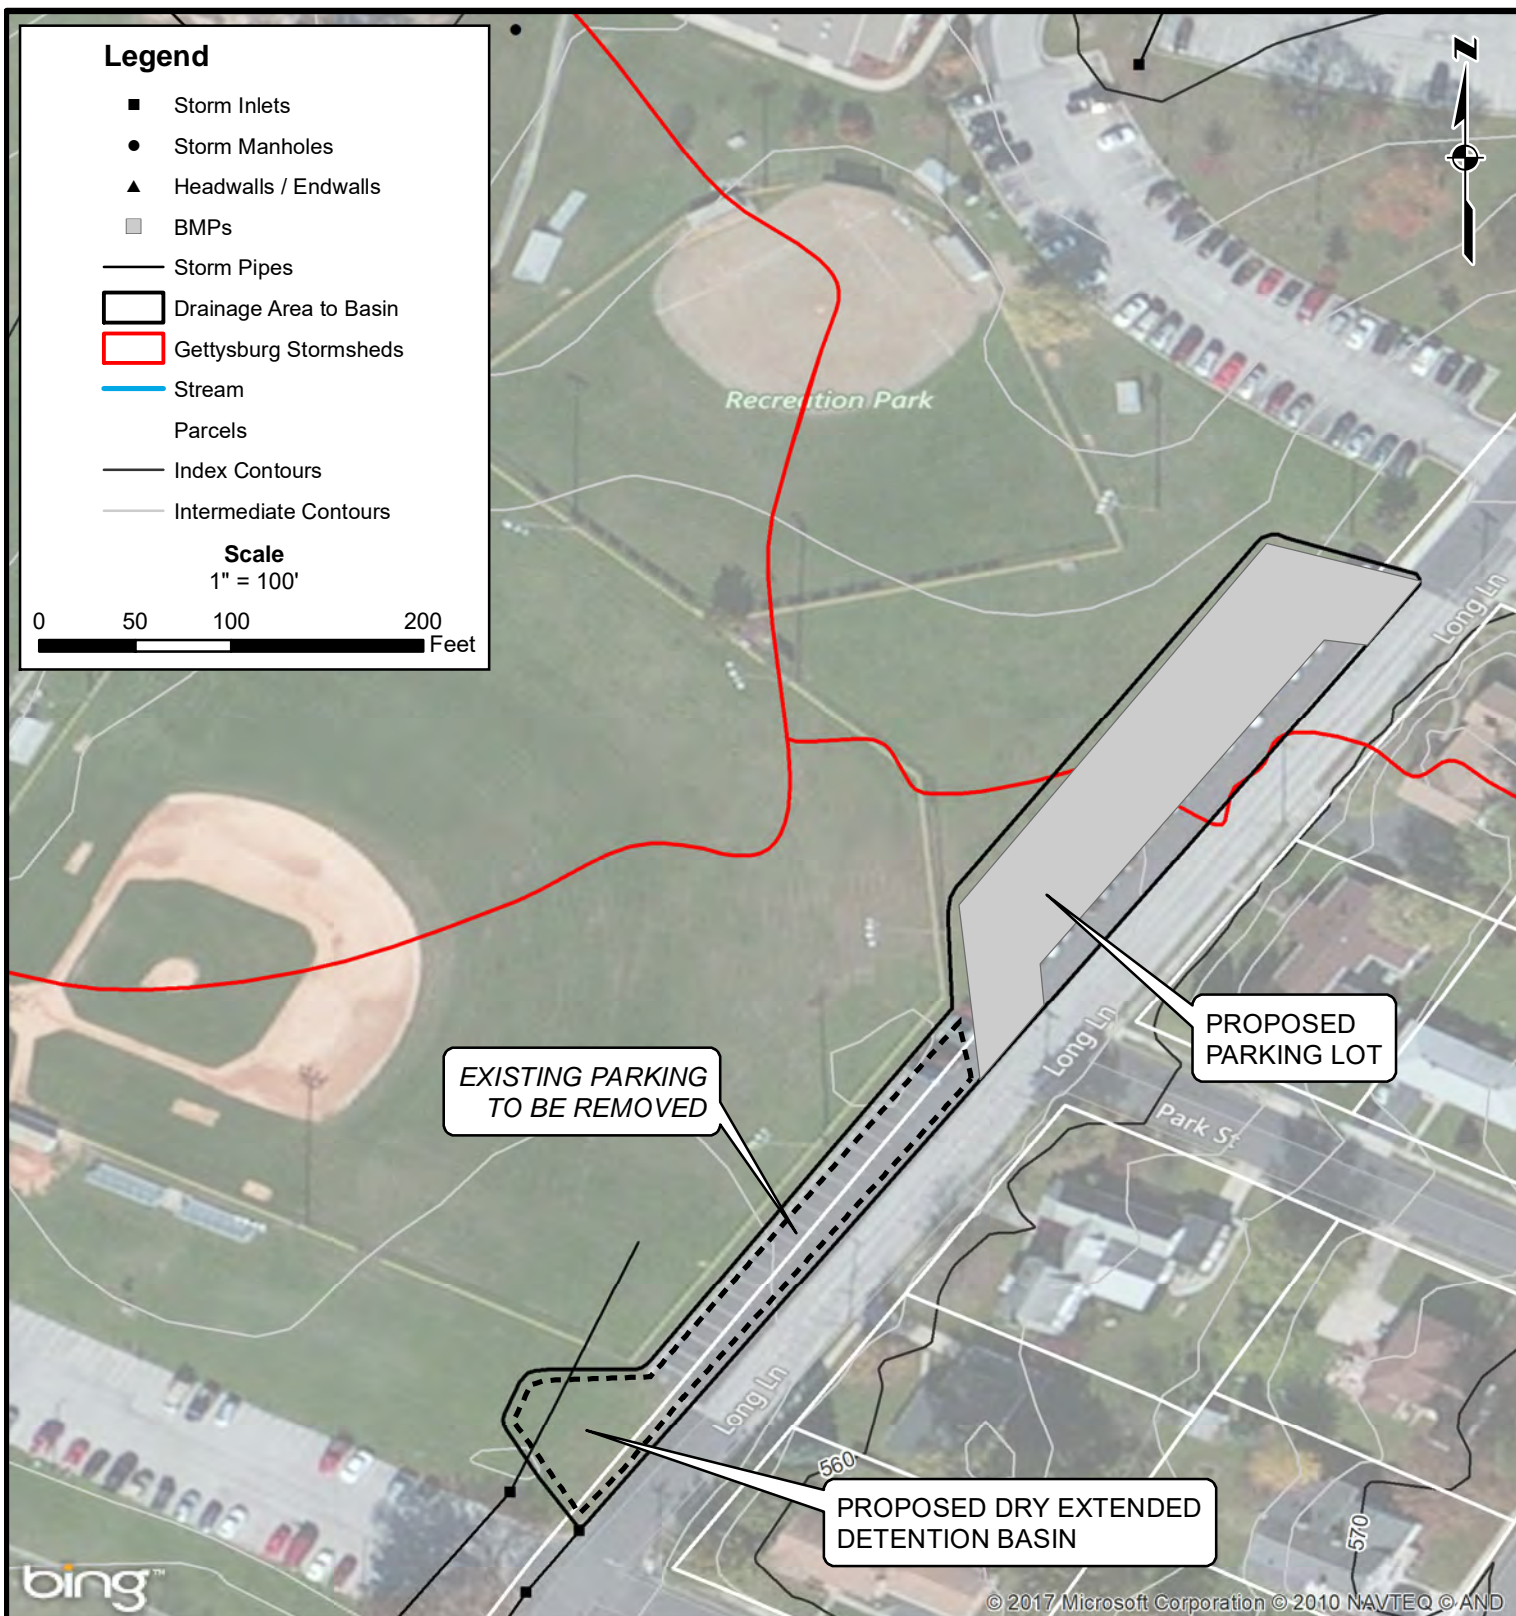 Legend
Storm Inlets
Storm Manholes
Headwalls / Endwalls
BMPs
Storm Pipes
Drainage Area to Basin
Gettysburg Stormsheds
Stream
Parcels
Index Contours
Intermediate Contours
Scale
1" = 100'
0 50 100 200
Feet
N
Recreation Park
Long Ln
PROPOSED
PARKING LOT
Long Ln
EXISTING PARKING
TO BE REMOVED
Park St
Long Ln
560
PROPOSED DRY EXTENDED
DETENTION BASIN
570
bing™
© 2017 Microsoft Corporation © 2010 NAVTEQ © AND